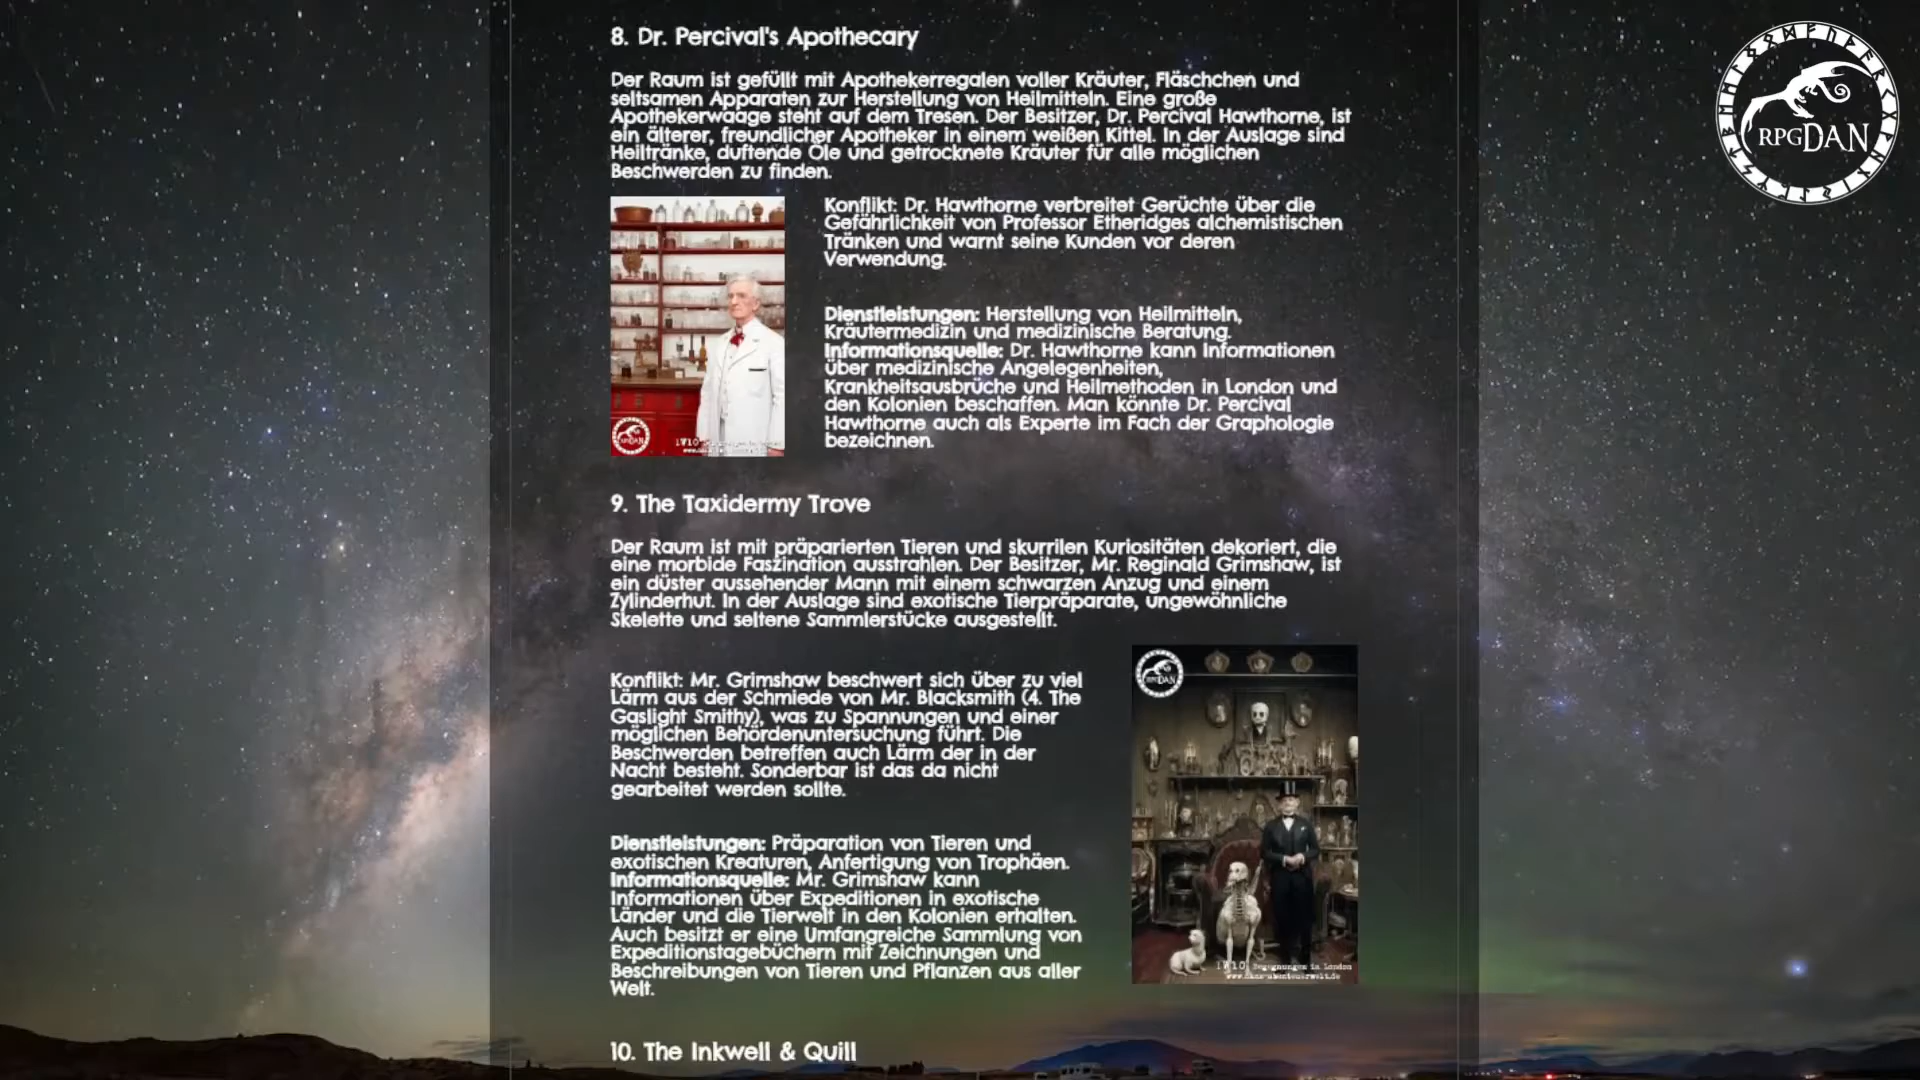 8. Dr. Percival's Apothecary
Der Raum ist gefüllt mit Apothekerregalen voller Kräuter, Fläschchen und
seltsamen Apparaten zur Herstellung von Heilmitteln. Eine große
Apothekerwaage steht auf dem Tresen. Der Besitzer, Dr. Percival Hawthorne, ist
ein älterer, freundlicher Apotheker in einem weißen Kittel. In der Auslage sind
Heiltränke, duftende Öle und getrocknete Kräuter für alle möglichen
Beschwerden zu finden.
Konflikt: Dr. Hawthorne verbreitet Gerüchte über die
Gefährlichkeit von Professor Etheridges alchemistischen
Tränken und warnt seine Kunden vor deren
Verwendung.
Dienstleistungen: Herstellung von Heilmitteln,
Kräutermedizin und medizinische Beratung.
Informationsquelle: Dr. Hawthorne kann Informationen
über medizinische Angelegenheiten,
Krankheitsausbrüche und Heilmethoden in London und
den Kolonien beschaffen. Man könnte Dr. Percival
Hawthorne auch als Experte im Fach der Graphologie
bezeichnen.
9. The Taxidermy Trove
Der Raum ist mit präparierten Tieren und skurrilen Kuriositäten dekoriert, die
eine morbide Faszination ausstrahlen. Der Besitzer, Mr. Reginald Grimshaw, ist
ein düster aussehender Mann mit einem schwarzen Anzug und einem
Zylinderhut. In der Auslage sind exotische Tierpräparate, ungewöhnliche
Skelette und seltene Sammlerstücke ausgestellt.
Konflikt: Mr. Grimshaw beschwert sich über zu viel
Lärm aus der Schmiede von Mr. Blacksmith (4. The
Gaslight Smithy), was zu Spannungen und einer
möglichen Behördenuntersuchung führt. Die
Beschwerden betreffen auch Lärm der in der
Nacht besteht. Sonderbar ist das da nicht
gearbeitet werden sollte.
Dienstleistungen: Präparation von Tieren und
exotischen Kreaturen, Anfertigung von Trophäen.
Informationsquelle: Mr. Grimshaw kann
Informationen über Expeditionen in exotische
Länder und die Tierwelt in den Kolonien erhalten.
Auch besitzt er eine Umfangreiche Sammlung von
Expeditionstagebüchern mit Zeichnungen und
Beschreibungen von Tieren und Pflanzen aus aller
Welt.
1W10 Begegnungen in London
www.dans-abenteuerwelt.de
10. The Inkwell & Quill
RPGDAN